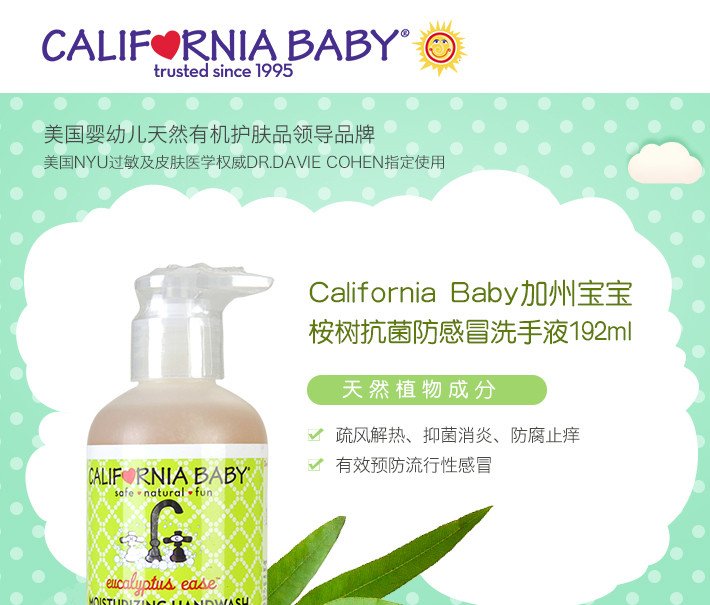 CALIFORNIA BABY®
trusted since 1995
美国婴幼儿天然有机护肤品领导品牌
美国NYU过敏及皮肤医学权威DR.DAVIE COHEN指定使用
California Baby加州宝宝
桉树抗菌防感冒洗手液192ml
天然植物成分
疏风解热、抑菌消炎、防腐止痒
有效预防流行性感冒
CALIFORNIA BABY®
safe • natural • fun
eucalyptus ease™
MOISTURIZING HANDWASH